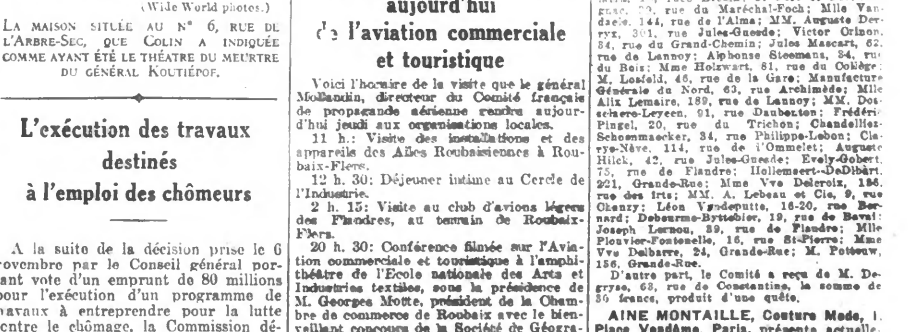 (Wide World photos.)
LA MAISON SITUÉE AU N° 6, RUE DE
L'ARBRE-SEC, QUE COLIN A INDIQUÉE
COMME AYANT ÉTÉ LE THÉATRE DU MEURTRE
DU GÉNÉRAL KOUTIÉPOF.
L'exécution des travaux
destinés
à l'emploi des chômeurs
A la suite de la décision prise le 6
novembre par le Conseil général por-
tant vote d'un emprunt de 80 millions
pour l'exécution d'un programme de
travaux à entreprendre pour la lutte
contre le chômage, la Commission dé-
aujourd'hui
l'aviation commerciale
et touristique
Voici l'horaire de la visite que le général
Mollandin, directeur du Comité français
de propagande aérienne rendra aujour-
d'hui jeudi aux organisations locales.
11 h.: Visite des installations et des
appareils des Ailes Roubaisiennes à Rou-
baix-Flers.
12 h. 30: Déjeuner intime au Cercle de
l'Industrie.
2 h. 15: Visite au club d'avions légers
des Flandres, au terrain de Roubaix-
Flers.
20 h. 30: Conférence filmée sur l'Avia-
tion commerciale et touristique à l'amphi-
théâtre de l'Ecole nationale des Arts et
Industries textiles, sous la présidence de
M. Georges Motte, président de la Cham-
bre de commerce de Roubaix avec le bien-
veillant concours de la Société de Géogra-
rue du Maréchal-Foch; Mlle Van-
144, rue de l'Alma; MM. Auguste Der-
ryx, 301, rue Jules-Guesde; Victor
84, rue du Grand-Chemin; Jules Mascart, 62,
rue de Lannoy; Alphonse Steemans, 34, rue
du Bois; Mme Holzwart, 81, rue du Collège;
M. Losfeld, 46, rue de la Gare; Manufacture
Générale du Nord, 63, rue Archimède; Mlle
Alix Lemaire, 189, rue de Lannoy; MM. Dos-
schaere-Leyeen, 91, rue Daubenton; Frédéric
Pingel, 20, rue du Trichon; Chandelliez-
Schoemaecker, 34, rue Philippe-Lebon; Cla-
rys-Nève, 114, rue de l'Ommelet; Auguste
Hilck, 42, rue Jules-Guesde; Evely-Gobert,
75, rue de Flandre; Hollemaert-DeDibart,
221, Grande-Rue; Mme Vve Delcroix, 186,
rue des Arts; MM. A. Lebeau et Cie, 9, rue
Chanzy; Léon Vandeputte, 16-20, rue Ber-
nard; Debeurme-Byttebier, 19, rue de Bavai;
Joseph Lernou, 89, rue de Flandre; Mlle
Plouvier-Fontenelle, 16, rue St-Pierre; Mme
Vve Delbarre, 24, Grande-Rue; M. Potteuw,
156, Grande-Rue.
D'autre part, le Comité a reçu de M. De-
gryse, 68, rue de Constantine, la somme de
30 francs, produit d'une quête.
AINE MONTAILLE, Couture Mode, 1,
Place Vendôme, Paris, présente actuelle-